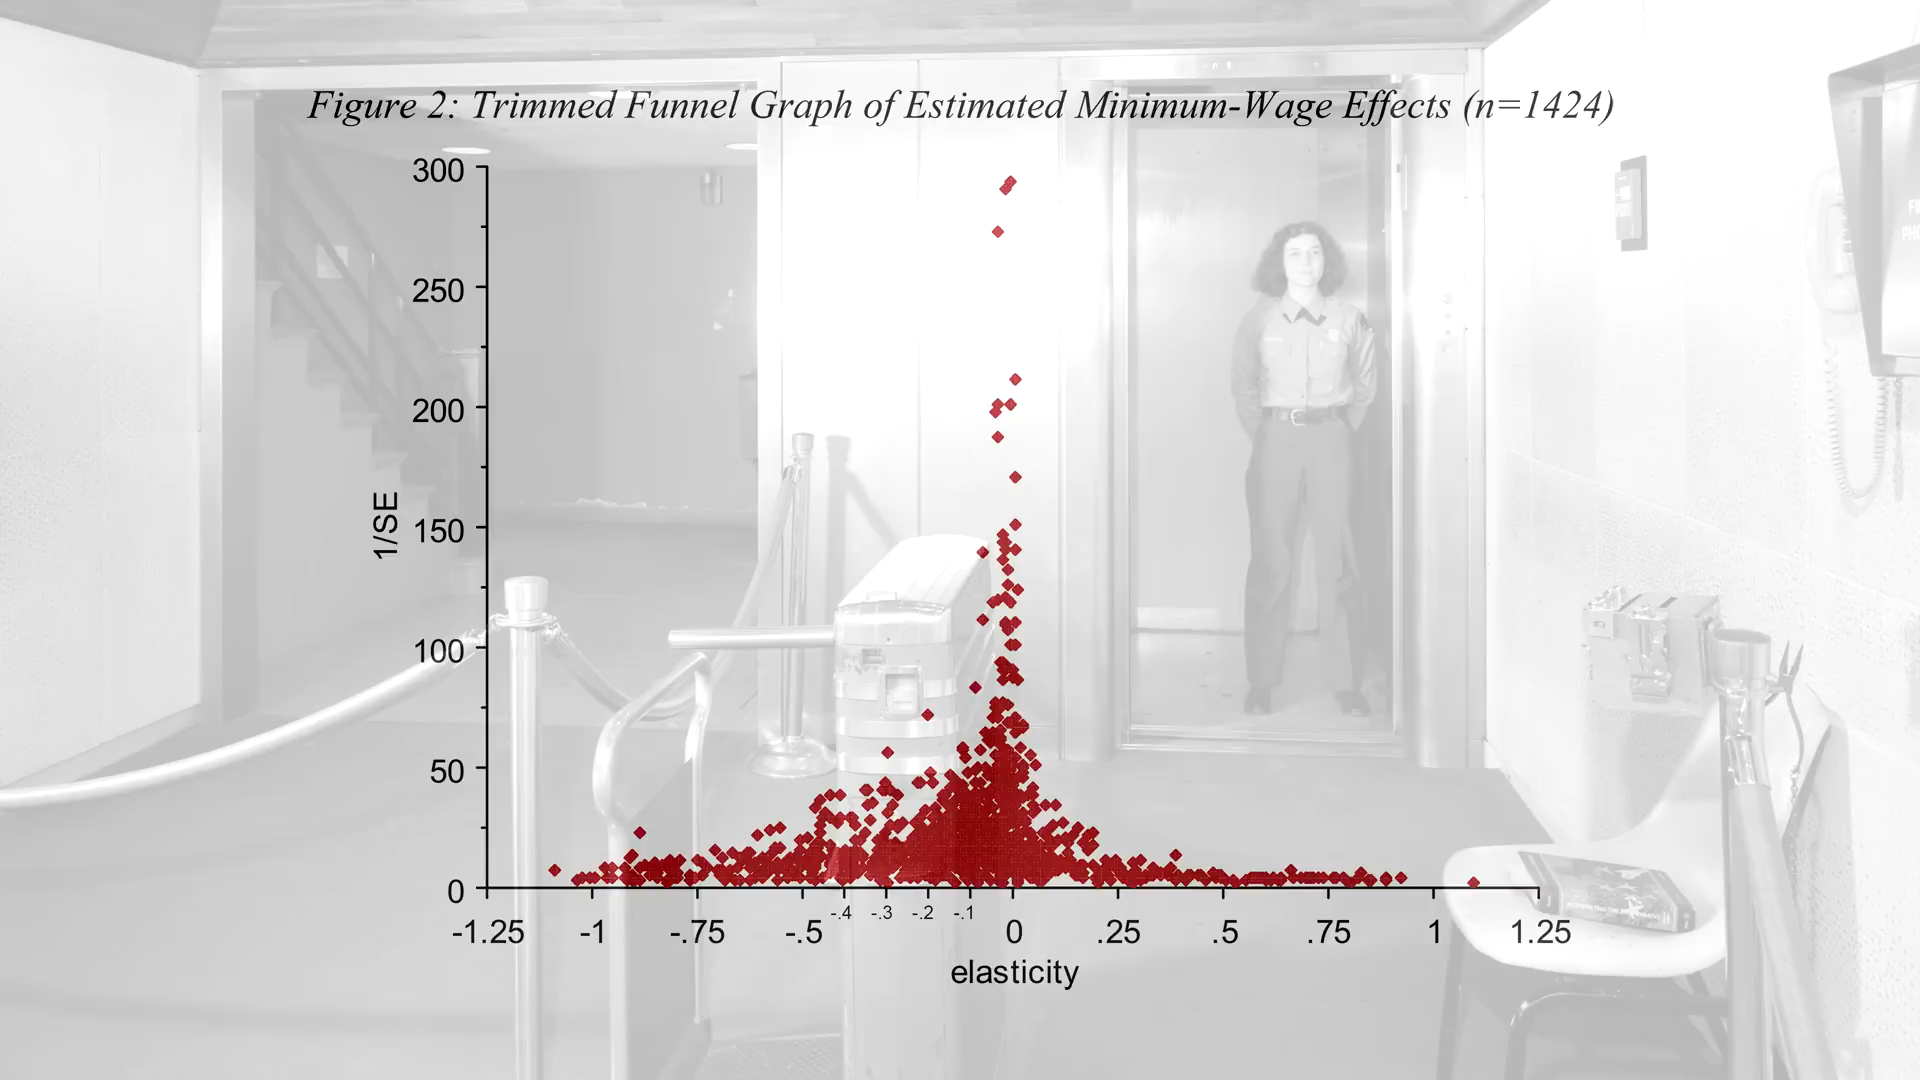 Figure 2: Trimmed Funnel Graph of Estimated Minimum-Wage Effects (n=1424)
300
250
200
150
100
50
0
1/SE
-.4 -.3 -.2 -.1
-1.25 -1 -.75 -.5 0 .25 .5 .75 1 1.25
elasticity